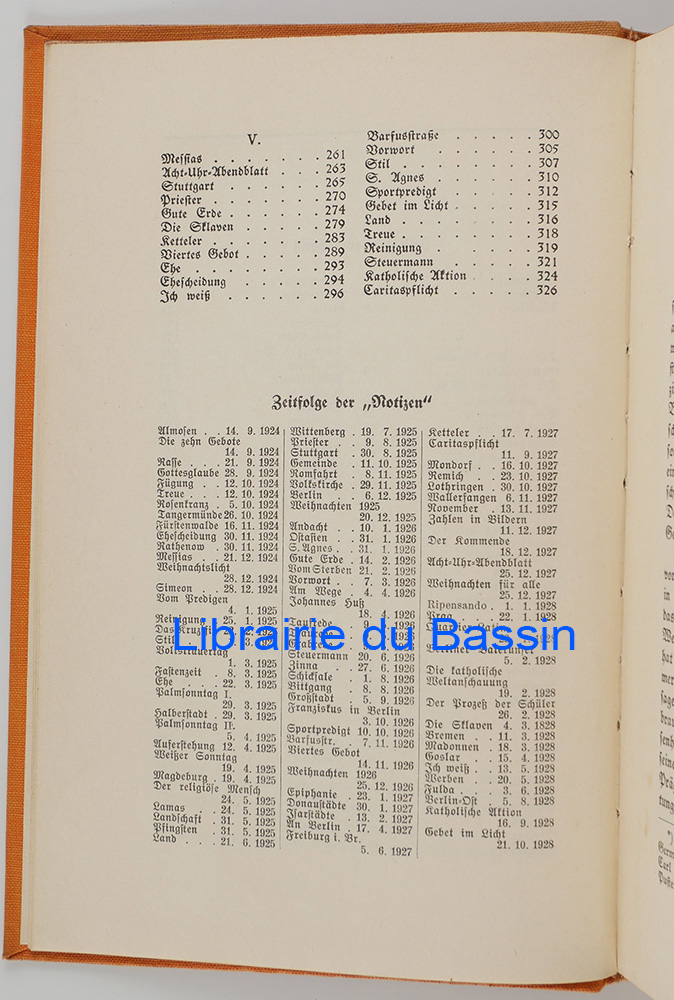 V.
Messias . . . . . . . 261
Acht-Uhr-Abendblatt . . . 263
Stuttgart . . . . . . . 265
Priester . . . . . . . 270
Gute Erde . . . . . . 274
Die Sklaven . . . . . . 279
Ketteler . . . . . . . 283
Viertes Gebot . . . . . . 289
Ehe . . . . . . . . 293
Ehescheidung . . . . . 294
Ich weiß . . . . . . 296
Barfusstraße . . . . . 300
Vorwort . . . . . . 305
Stil . . . . . . . 307
S. Agnes . . . . . . 310
Sportpredigt . . . . . 312
Gebet im Licht . . . . . 315
Land . . . . . . . 316
Treue . . . . . . . 318
Reinigung . . . . . . 319
Steuermann . . . . . 321
Katholische Aktion . . . . 324
Caritaspflicht . . . . . 326
Zeitfolge der „Notizen“
Almosen . . 14. 9. 1924
Die zehn Gebote
14. 9. 1924
Rasse . . . 21. 9. 1924
Gottesglaube 28. 9. 1924
Fügung . . 12. 10. 1924
Treue . . . 12. 10. 1924
Rosenkranz . 5. 10. 1924
Tangermünde 26. 10. 1924
Fürstenwalde 16. 11. 1924
Ehescheidung 30. 11. 1924
Rathenow . 30. 11. 1924
Messias . . 21. 12. 1924
Weihnachtslicht
28. 12. 1924
Simeon . . 28. 12. 1924
Vom Predigen
4. 1. 1925
Reinigung . 25. 1. 1925
Stil
Volkstrauertag
1. 3. 1925
Fastenzeit . 8. 3. 1925
Ehe . . . 22. 3. 1925
Palmsonntag I.
29. 3. 1925
Halberstadt . 29. 3. 1925
Palmsonntag II.
5. 4. 1925
Auferstehung 12. 4. 1925
Weißer Sonntag
19. 4. 1925
Magdeburg . 19. 4. 1925
Der religiöse Mensch
24. 5. 1925
Lamas . . . 24. 5. 1925
Landschaft . 31. 5. 1925
Pfingsten . . 31. 5. 1925
Land . . . 21. 6. 1925
Wittenberg . 19. 7. 1925
Priester . . 9. 8. 1925
Stuttgart . 30. 8. 1925
Gemeinde . 11. 10. 1925
Romfahrt . 8. 11. 1925
Volkskirche . 29. 11. 1925
Berlin . . 6. 12. 1925
Weihnachten 1925
20. 12. 1925
Andacht . . 10. 1. 1926
Ostasien . . 31. 1. 1926
S. Agnes . . 31. 1. 1926
Gute Erde . 14. 2. 1926
Vom Sterben 21. 2. 1926
Vorwort . . 7. 3. 1926
Am Wege . 4. 4. 1926
Johannes Huß
18. 4. 1926
Steuermann 20. 6. 1926
Zinna . . 27. 6. 1926
Schicksale . 1. 8. 1926
Bittgang . . 8. 8. 1926
Großstadt . 5. 9. 1926
Franziskus in Berlin
3. 10. 1926
Sportpredigt 10. 10. 1926
Barfusstr. . 7. 11. 1926
Viertes Gebot
14. 11. 1926
Weihnachten 1926
25. 12. 1926
Epiphanie . 23. 1. 1927
Donaustädte 30. 1. 1927
Isarstädte . 13. 2. 1927
An Berlin . 17. 4. 1927
Freiburg i. Br.
5. 6. 1927
Ketteler . . 17. 7. 1927
Caritaspflicht
11. 9. 1927
Mondorf . . 16. 10. 1927
Remich . . 23. 10. 1927
Lothringen . 30. 10. 1927
Wallerfangen 6. 11. 1927
November . 13. 11. 1927
Zahlen in Bildern
11. 12. 1927
Der Kommende
18. 12. 1927
Acht-Uhr-Abendblatt
25. 12. 1927
Weihnachten für alle
25. 12. 1927
Ripensando . 1. 1. 1928
22. 1. 1928
5. 2. 1928
Die katholische
Weltanschauung
19. 2. 1928
Der Prozeß der Schüler
26. 2. 1928
Die Sklaven 4. 3. 1828
Bremen . . 11. 3. 1928
Madonnen . 18. 3. 1928
Goslar . . 15. 4. 1928
Ich weiß . . 13. 5. 1928
Werben . . 20. 5. 1928
Fulda . . . 3. 6. 1928
Berlin-Ost . 5. 8. 1928
Katholische Aktion
16. 9. 1928
Gebet im Licht
21. 10. 1928
Librairie du Bassin